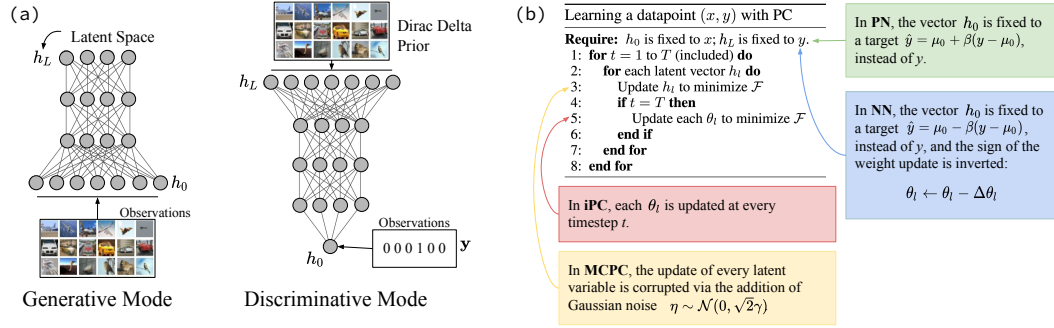 (a)
Latent Space
h_L
h_0
Observations
Generative Mode
Dirac Delta
Prior
h_L
Observations
0 0 0 1 0 0
y
h_0
Discriminative Mode
(b)
Learning a datapoint (x, y) with PC
Require: h_0 is fixed to x; h_L is fixed to y.
1: for t = 1 to T (included) do
2: for each latent vector h_l do
3: Update h_l to minimize F
4: if t = T then
5: Update each θ_l to minimize F
6: end if
7: end for
8: end for
In iPC, each θ_l is updated at every
timestep t.
In MCPC, the update of every latent
variable is corrupted via the addition of
Gaussian noise η ∼ N(0, √2γ)
In PN, the vector h_0 is fixed to
a target ŷ = μ_0 + β(y − μ_0),
instead of y.
In NN, the vector h_0 is fixed to
a target ŷ = μ_0 − β(y − μ_0),
instead of y, and the sign of the
weight update is inverted:
θ_l ← θ_l − Δθ_l